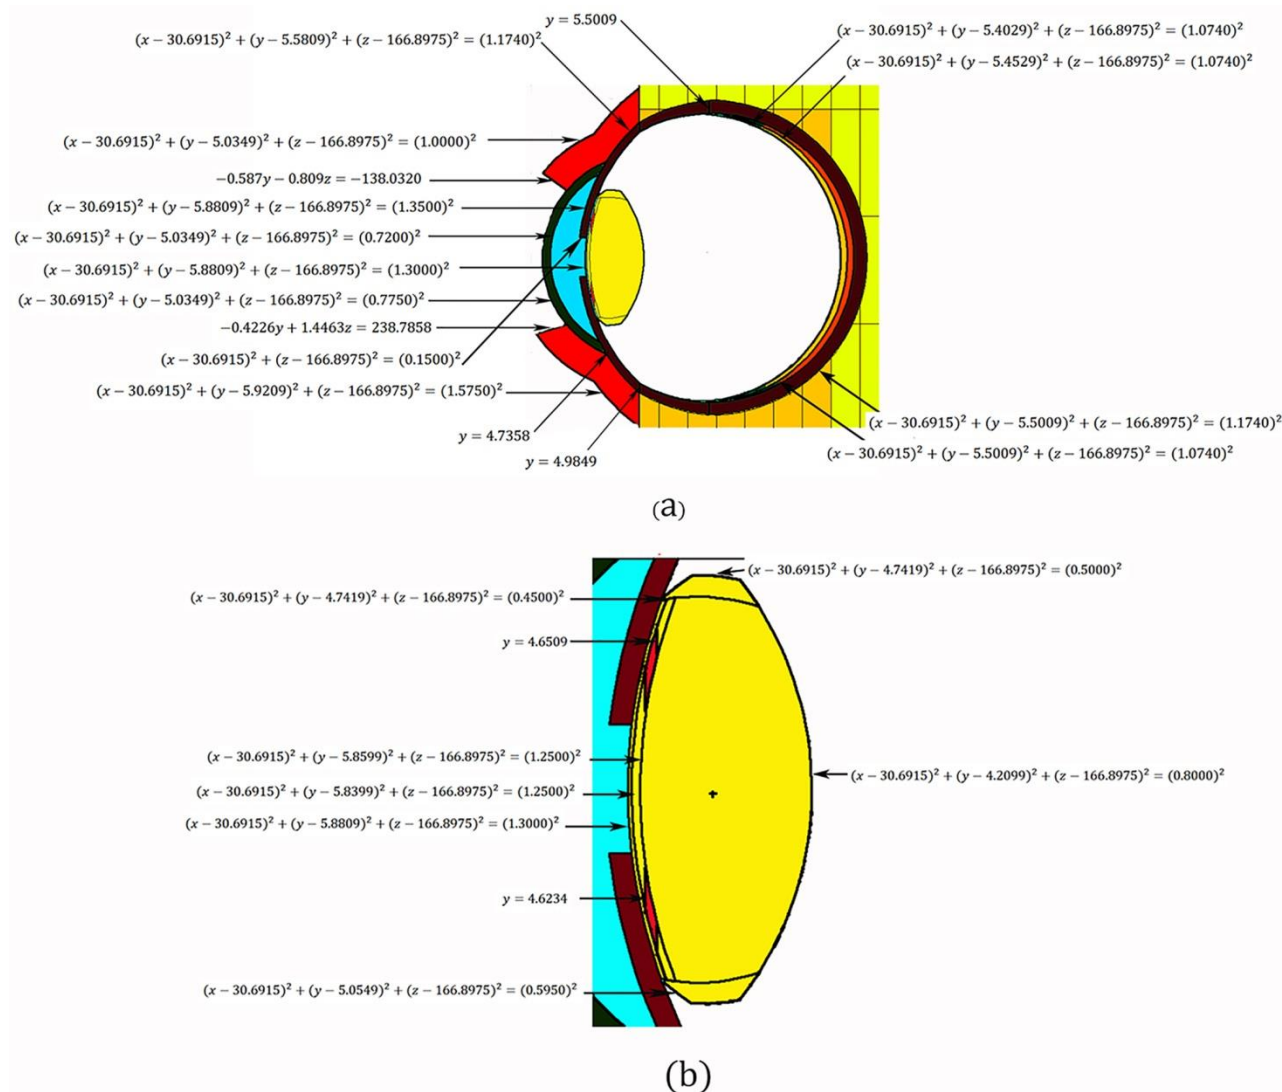 y = 5.5009
(x − 30.6915)² + (y − 5.5809)² + (z − 166.8975)² = (1.1740)²
(x − 30.6915)² + (y − 5.4029)² + (z − 166.8975)² = (1.0740)²
(x − 30.6915)² + (y − 5.4529)² + (z − 166.8975)² = (1.0740)²
(x − 30.6915)² + (y − 5.0349)² + (z − 166.8975)² = (1.0000)²
−0.587y − 0.809z = −138.0320
(x − 30.6915)² + (y − 5.8809)² + (z − 166.8975)² = (1.3500)²
(x − 30.6915)² + (y − 5.0349)² + (z − 166.8975)² = (0.7200)²
(x − 30.6915)² + (y − 5.8809)² + (z − 166.8975)² = (1.3000)²
(x − 30.6915)² + (y − 5.0349)² + (z − 166.8975)² = (0.7750)²
−0.4226y + 1.4463z = 238.7858
(x − 30.6915)² + (z − 166.8975)² = (0.1500)²
(x − 30.6915)² + (y − 5.9209)² + (z − 166.8975)² = (1.5750)²
y = 4.7358
y = 4.9849
(x − 30.6915)² + (y − 5.5009)² + (z − 166.8975)² = (1.1740)²
(x − 30.6915)² + (y − 5.5009)² + (z − 166.8975)² = (1.0740)²
(a)
(x − 30.6915)² + (y − 4.7419)² + (z − 166.8975)² = (0.5000)²
(x − 30.6915)² + (y − 4.7419)² + (z − 166.8975)² = (0.4500)²
y = 4.6509
(x − 30.6915)² + (y − 5.8599)² + (z − 166.8975)² = (1.2500)²
(x − 30.6915)² + (y − 4.2099)² + (z − 166.8975)² = (0.8000)²
(x − 30.6915)² + (y − 5.8399)² + (z − 166.8975)² = (1.2500)²
(x − 30.6915)² + (y − 5.8809)² + (z − 166.8975)² = (1.3000)²
y = 4.6234
(x − 30.6915)² + (y − 5.0549)² + (z − 166.8975)² = (0.5950)²
(b)